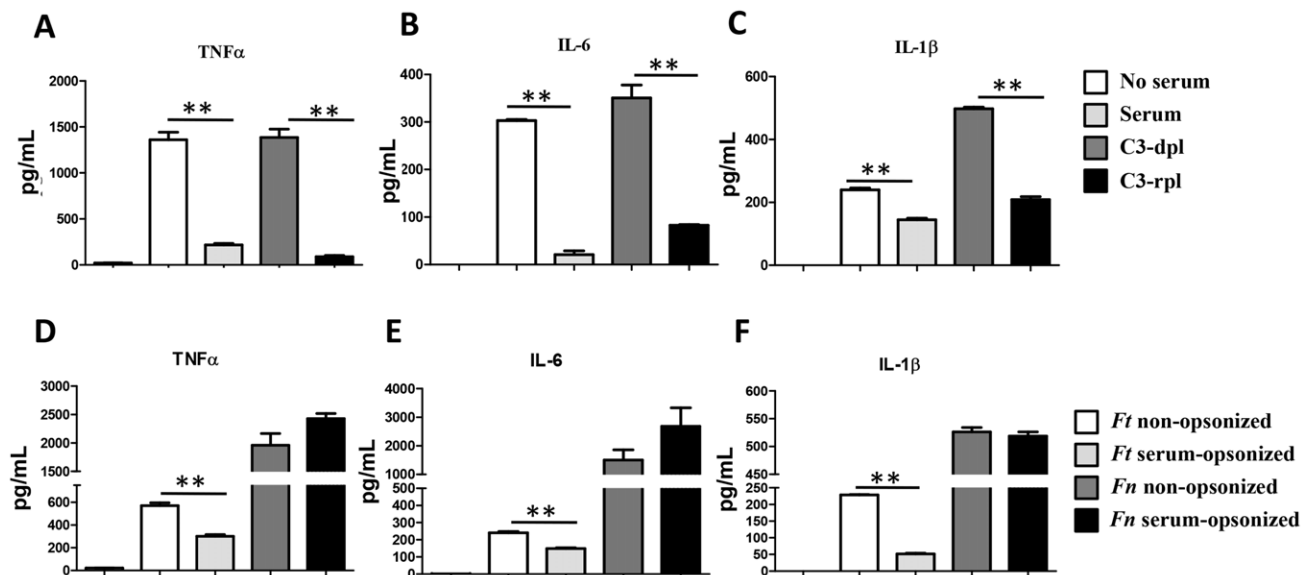 A
TNFα
pg/mL
2000
1500
1000
500
0
**
**
B
IL-6
400
300
200
100
0
**
**
C
IL-1β
pg/mL
600
400
200
0
**
**
No serum
Serum
C3-dpl
C3-rpl
D
TNFα
pg/mL
3000
2500
2000
1500
600
400
200
0
**
E
IL-6
pg/mL
4000
3000
2000
1000
500
400
300
200
100
0
**
F
IL-1β
pg/mL
600
550
500
450
250
200
150
100
50
0
**
Ft non-opsonized
Ft serum-opsonized
Fn non-opsonized
Fn serum-opsonized